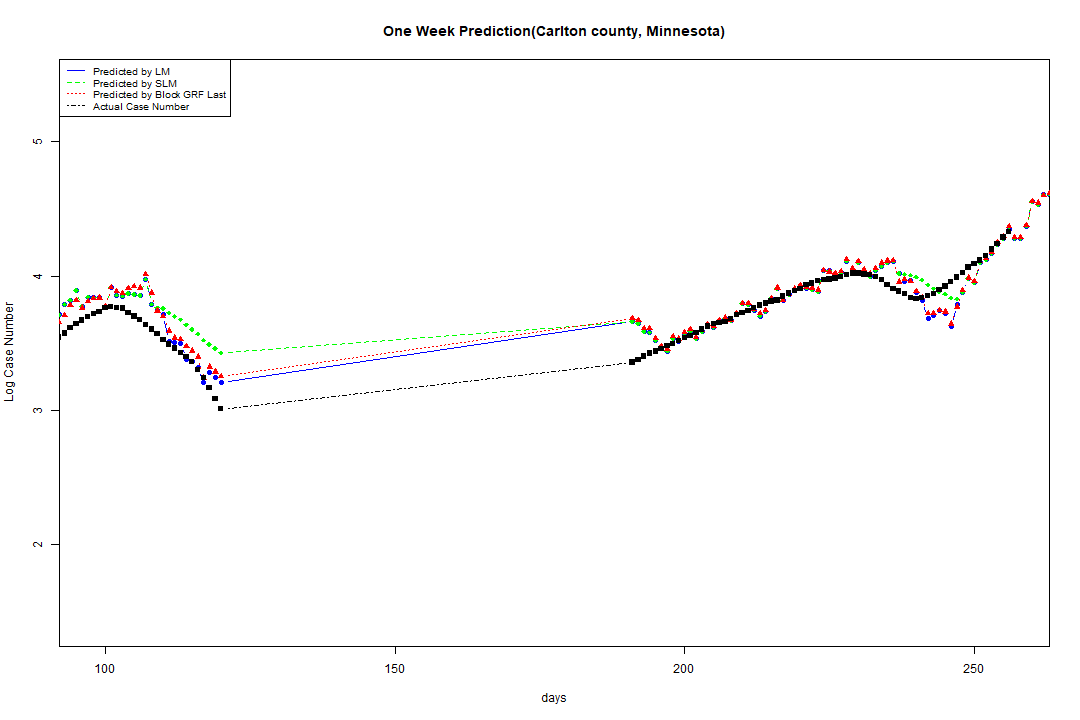 One Week Prediction(Carlton county, Minnesota)
Predicted by LM
Predicted by SLM
Predicted by Block GRF Last
Actual Case Number
5
4
3
2
Log Case Number
100 150 200 250
days